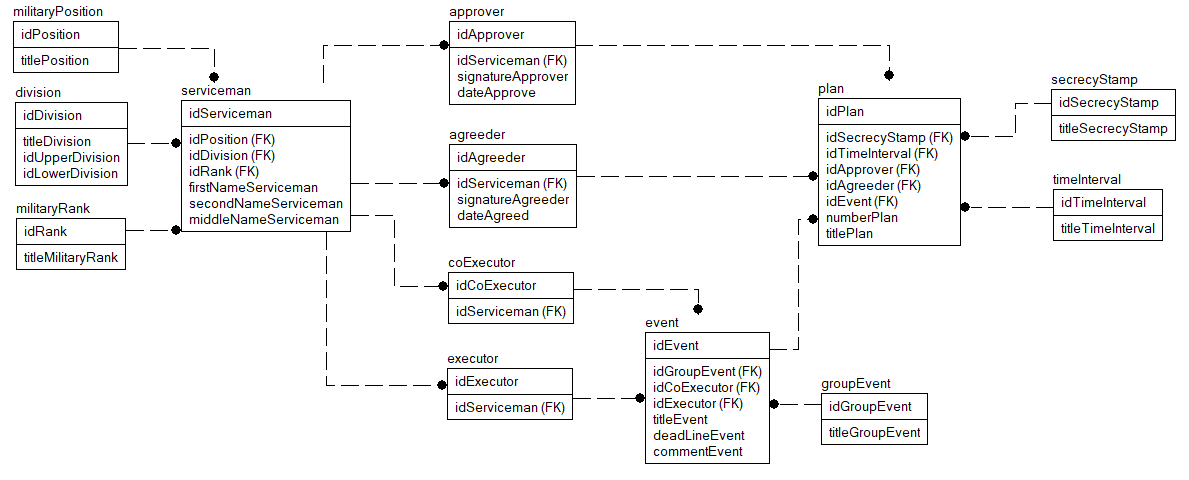 militaryPosition
idPosition
titlePosition
division
idDivision
titleDivision
idUpperDivision
idLowerDivision
militaryRank
idRank
titleMilitaryRank
serviceman
idServiceman
idPosition (FK)
idDivision (FK)
idRank (FK)
firstNameServiceman
secondNameServiceman
middleNameServiceman
approver
idApprover
idServiceman (FK)
signatureApprover
dateApprove
agreeder
idAgreeder
idServiceman (FK)
signatureAgreeder
dateAgreed
coExecutor
idCoExecutor
idServiceman (FK)
executor
idExecutor
idServiceman (FK)
event
idEvent
idGroupEvent (FK)
idCoExecutor (FK)
idExecutor (FK)
titleEvent
deadLineEvent
commentEvent
plan
idPlan
idSecrecyStamp (FK)
idTimeInterval (FK)
idApprover (FK)
idAgreeder (FK)
idEvent (FK)
numberPlan
titlePlan
groupEvent
idGroupEvent
titleGroupEvent
secrecyStamp
idSecrecyStamp
titleSecrecyStamp
timeInterval
idTimeInterval
titleTimeInterval